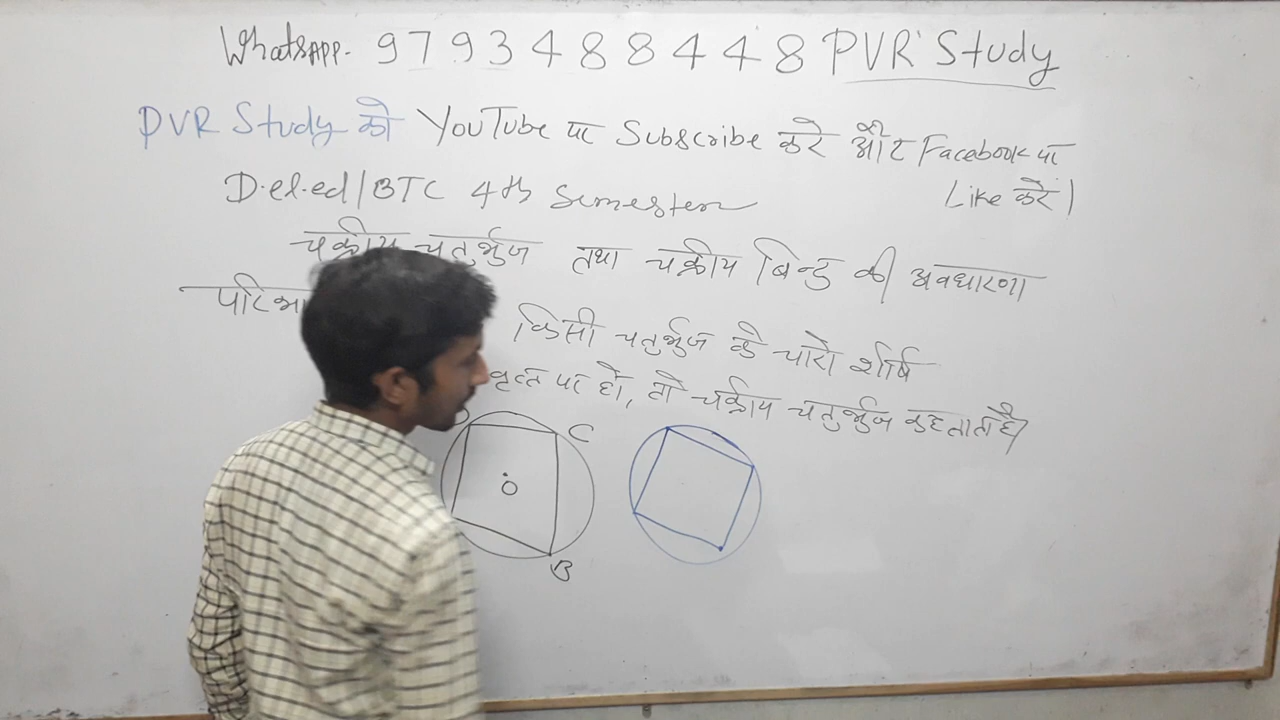 WhatsAPP. 9793488448 PVR Study
PVR Study को YouTube पर Subscribe करे और Facebook पर
Like करे।
D.el.ed/BTC 4th Semester
चक्रीय चतुर्भुज तथा चक्रीय बिन्दु की अवधारणा
किसी चतुर्भुज के चारो शीर्ष
वृत्त पर हो, तो चक्रीय चतुर्भुज कहलाता है
C
O
B